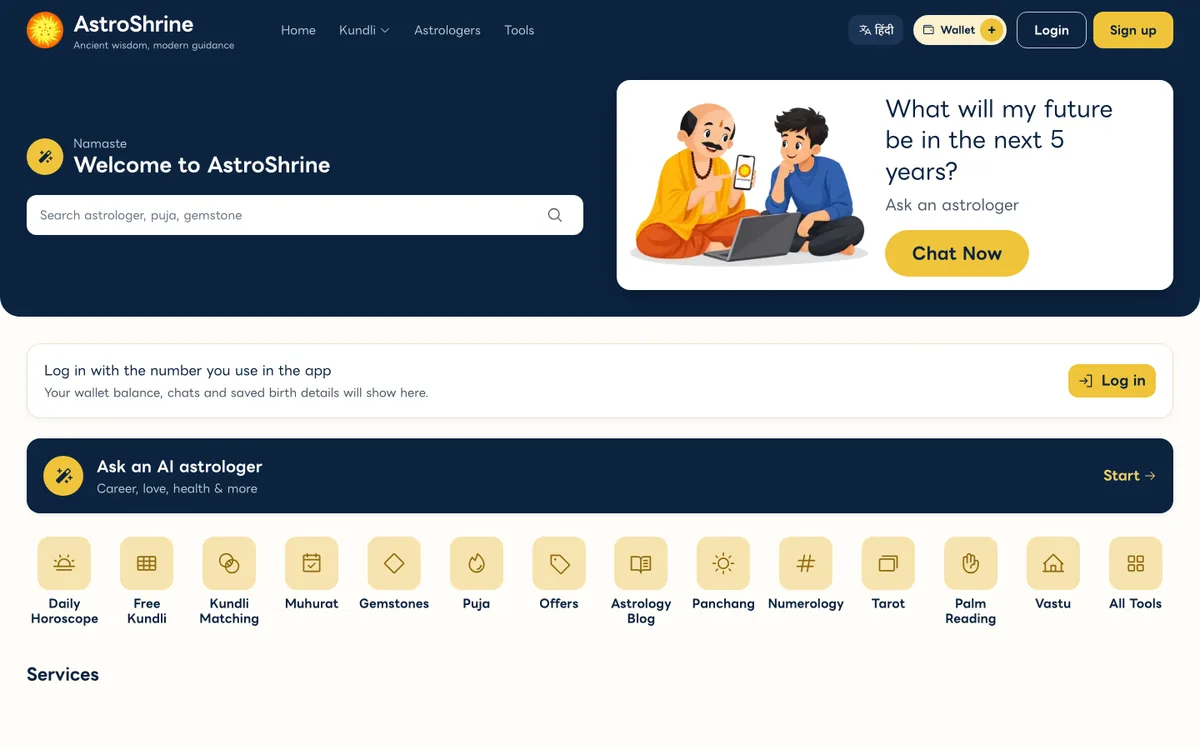 AstroShrine
Ancient wisdom, modern guidance
Home
Kundli
Astrologers
Tools
हिंदी
Wallet
+
Login
Sign up
Namaste
Welcome to AstroShrine
Search astrologer, puja, gemstone
What will my future
be in the next 5
years?
Ask an astrologer
Chat Now
Log in with the number you use in the app
Your wallet balance, chats and saved birth details will show here.
Log in
Ask an AI astrologer
Career, love, health & more
Start →
Daily
Horoscope
Free
Kundli
Kundli
Matching
Muhurat
Gemstones
Puja
Offers
Astrology
Blog
Panchang
Numerology
Tarot
Palm
Reading
Vastu
All Tools
Services